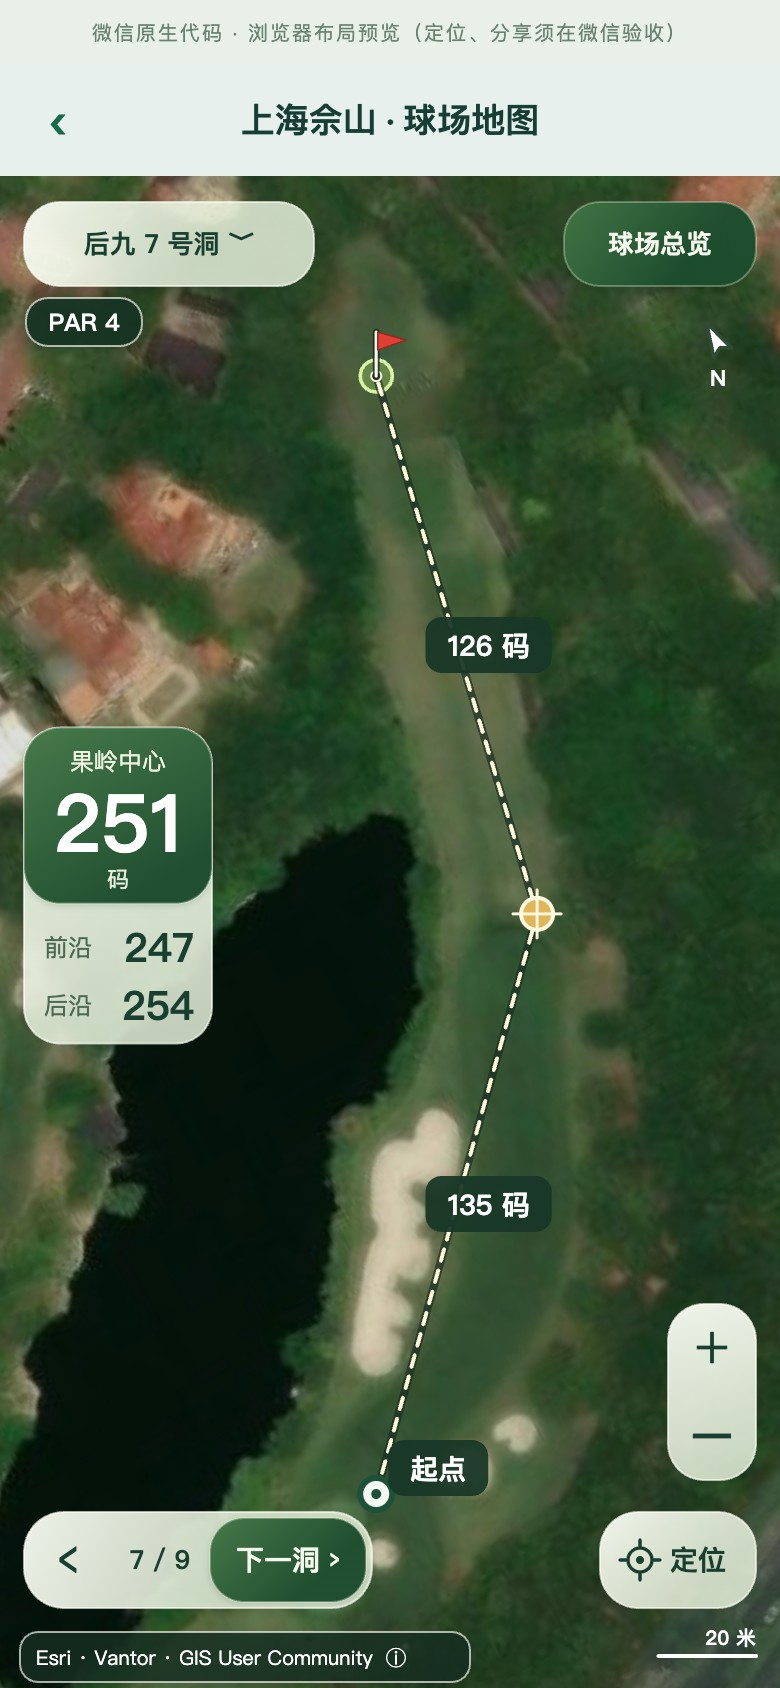 微信原生代码 · 浏览器布局预览（定位、分享须在微信验收）
‹ 上海佘山 · 球场地图
后九 7 号洞
球场总览
PAR 4
N
126 码
果岭中心
251
码
前沿 247
后沿 254
135 码
+
−
起点
< 7 / 9 下一洞 ›
定位
20 米
Esri · Vantor · GIS User Community ⓘ